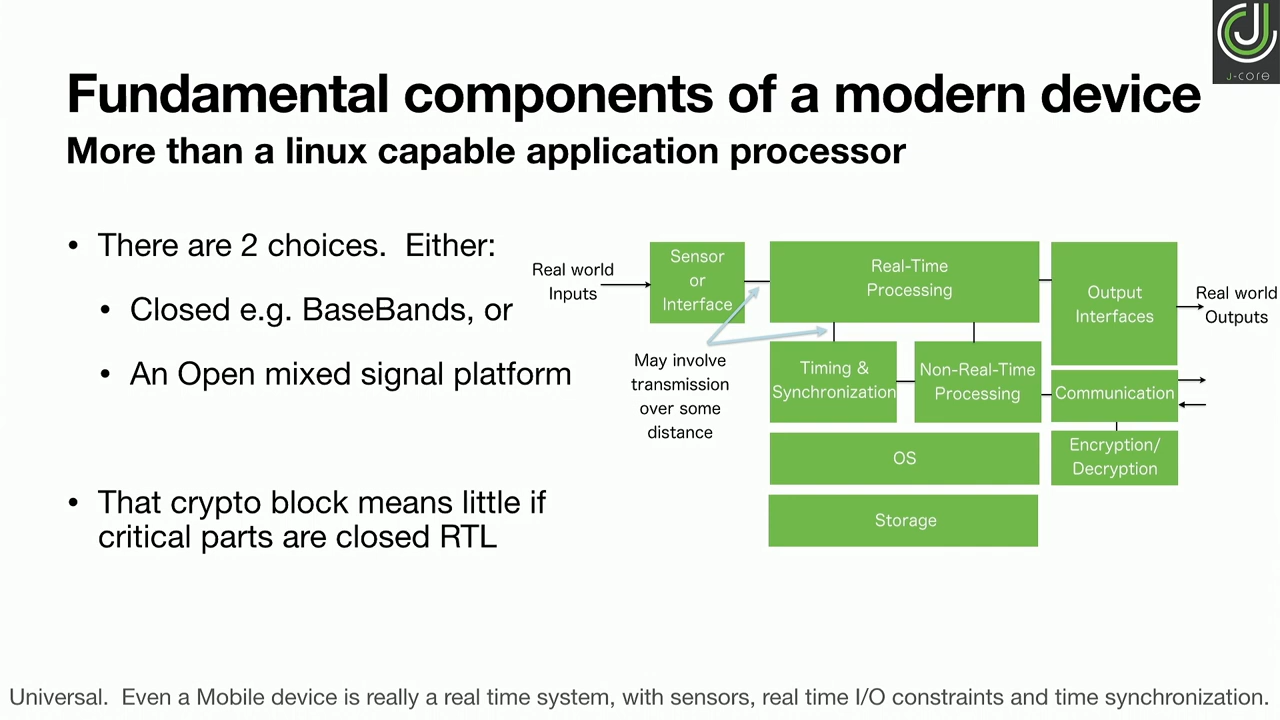 J-CORE
Fundamental components of a modern device
More than a linux capable application processor
• There are 2 choices.  Either:
• Closed e.g. BaseBands, or
• An Open mixed signal platform
• That crypto block means little if
critical parts are closed RTL
Real world
Inputs
Sensor
or
Interface
Real-Time
Processing
Output
Interfaces
Real world
Outputs
May involve
transmission
over some
distance
Timing &
Synchronization
Non-Real-Time
Processing
Communication
Encryption/
Decryption
OS
Storage
Universal.  Even a Mobile device is really a real time system, with sensors, real time I/O constraints and time synchronization.